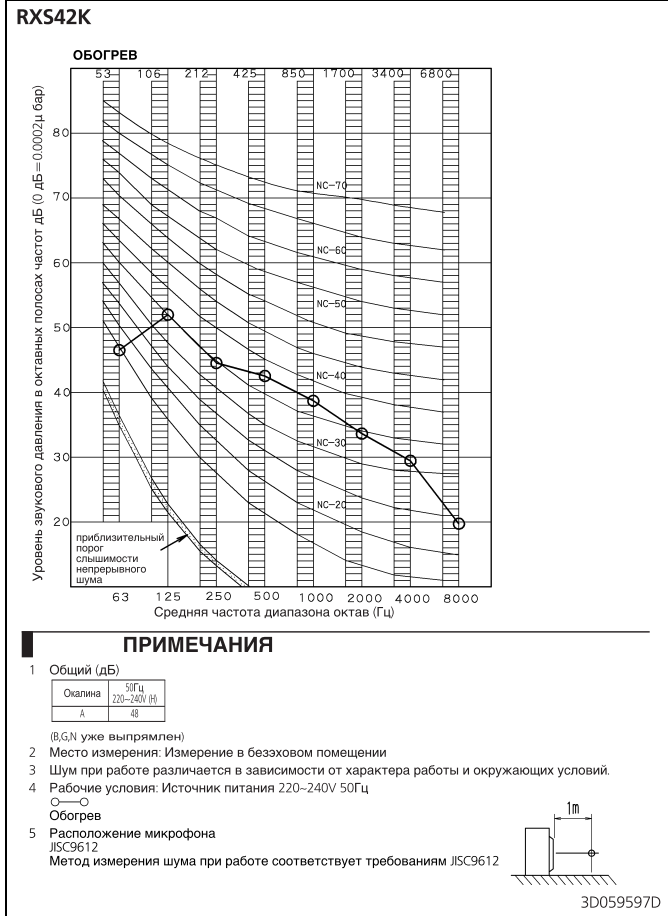 RXS42K
ОБОГРЕВ
53 106 212 425 850 1700 3400 6800
Уровень звукового давления в октавных полосах частот дБ (0 дБ=0.0002µ бар)
80
70
60
50
40
30
20
NC-70
NC-60
NC-50
NC-40
NC-30
NC-20
приблизительный
порог
слышимости
непрерывного
шума
63 125 250 500 1000 2000 4000 8000
Средняя частота диапазона октав (Гц)
ПРИМЕЧАНИЯ
1 Общий (дБ)
Окалина 50Гц
220~240V (H)
A 48
(B,G,N уже выпрямлен)
2 Место измерения: Измерение в безэховом помещении
3 Шум при работе различается в зависимости от характера работы и окружающих условий.
4 Рабочие условия: Источник питания 220~240V 50Гц
Обогрев
5 Расположение микрофона
JISC9612
Метод измерения шума при работе соответствует требованиям JISC9612
1m
3D059597D